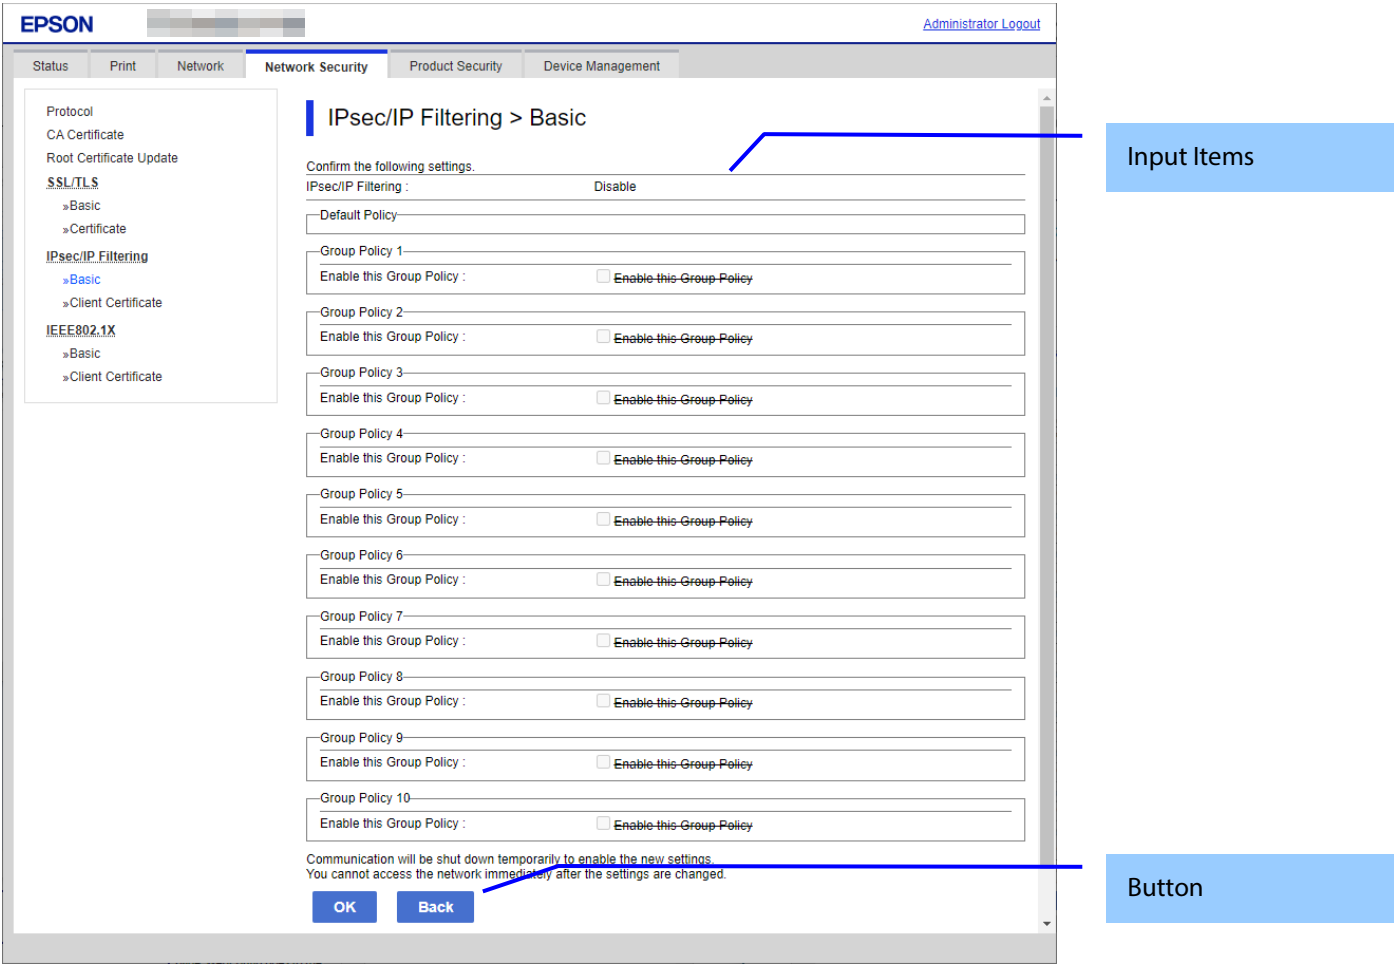 EPSON
Administrator Logout
Status Print Network Network Security Product Security Device Management
Protocol
CA Certificate
Root Certificate Update
SSL/TLS
»Basic
»Certificate
IPsec/IP Filtering
»Basic
»Client Certificate
IEEE802.1X
»Basic
»Client Certificate
IPsec/IP Filtering > Basic
Confirm the following settings.
IPsec/IP Filtering : Disable
Default Policy
Group Policy 1
Enable this Group Policy : Enable this Group Policy
Group Policy 2
Enable this Group Policy : Enable this Group Policy
Group Policy 3
Enable this Group Policy : Enable this Group Policy
Group Policy 4
Enable this Group Policy : Enable this Group Policy
Group Policy 5
Enable this Group Policy : Enable this Group Policy
Group Policy 6
Enable this Group Policy : Enable this Group Policy
Group Policy 7
Enable this Group Policy : Enable this Group Policy
Group Policy 8
Enable this Group Policy : Enable this Group Policy
Group Policy 9
Enable this Group Policy : Enable this Group Policy
Group Policy 10
Enable this Group Policy : Enable this Group Policy
Communication will be shut down temporarily to enable the new settings.
You cannot access the network immediately after the settings are changed.
OK Back
Input Items
Button